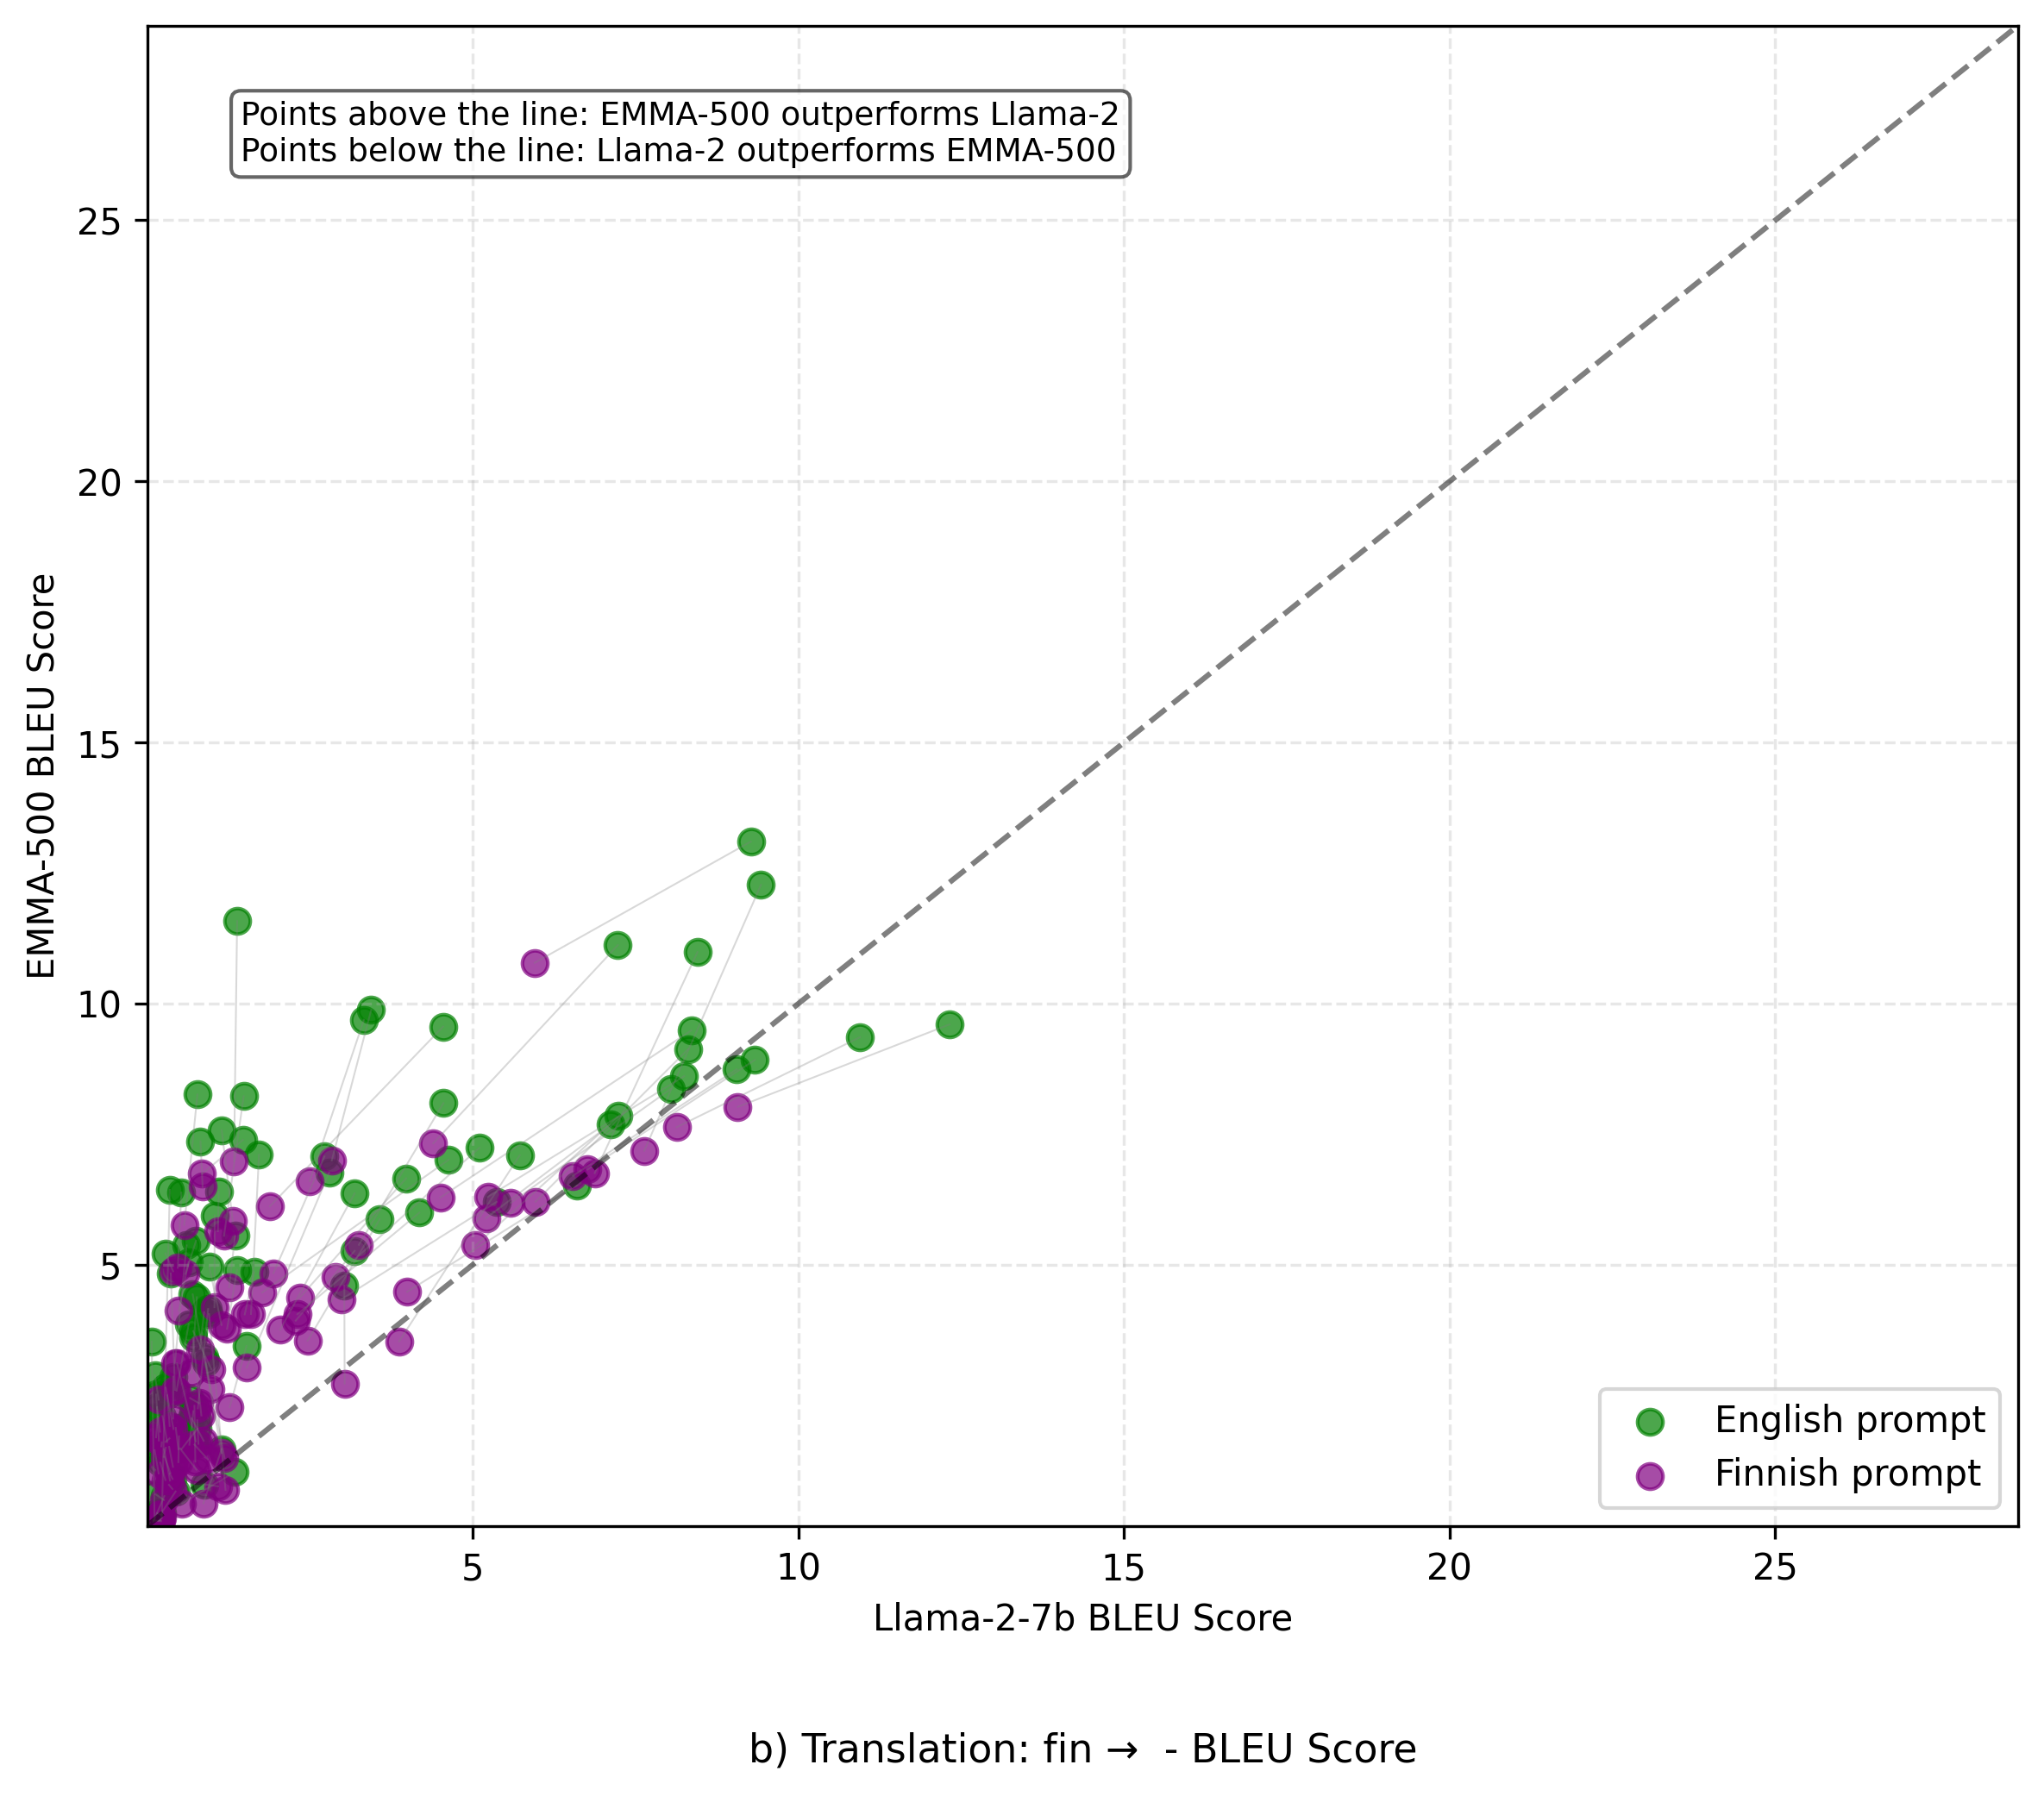 Points above the line: EMMA-500 outperforms Llama-2
Points below the line: Llama-2 outperforms EMMA-500
25
20
15
10
5
EMMA-500 BLEU Score
English prompt
Finnish prompt
5
10
15
20
25
Llama-2-7b BLEU Score
b) Translation: fin → - BLEU Score